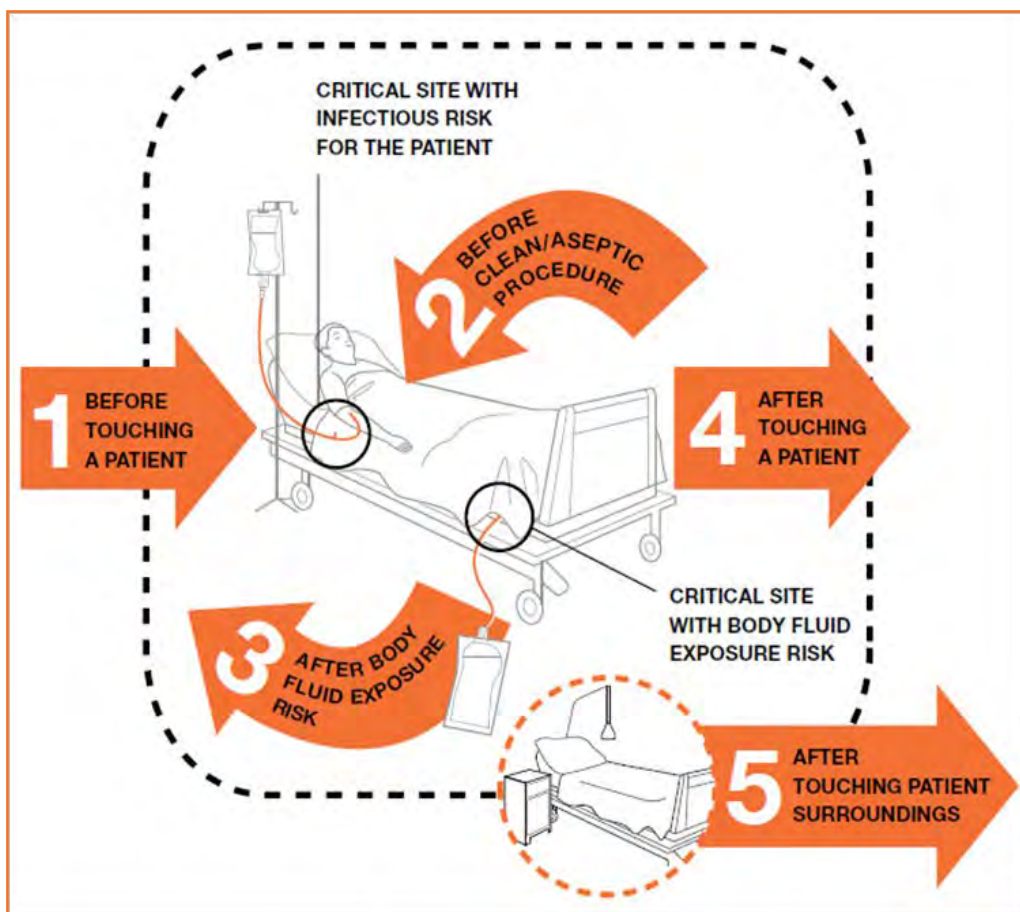 CRITICAL SITE WITH
INFECTIOUS RISK
FOR THE PATIENT
2
BEFORE
CLEAN/ASEPTIC
PROCEDURE
1
BEFORE
TOUCHING
A PATIENT
4
AFTER
TOUCHING
A PATIENT
CRITICAL SITE
WITH BODY FLUID
EXPOSURE RISK
3
AFTER BODY
FLUID EXPOSURE
RISK
5
AFTER
TOUCHING PATIENT
SURROUNDINGS